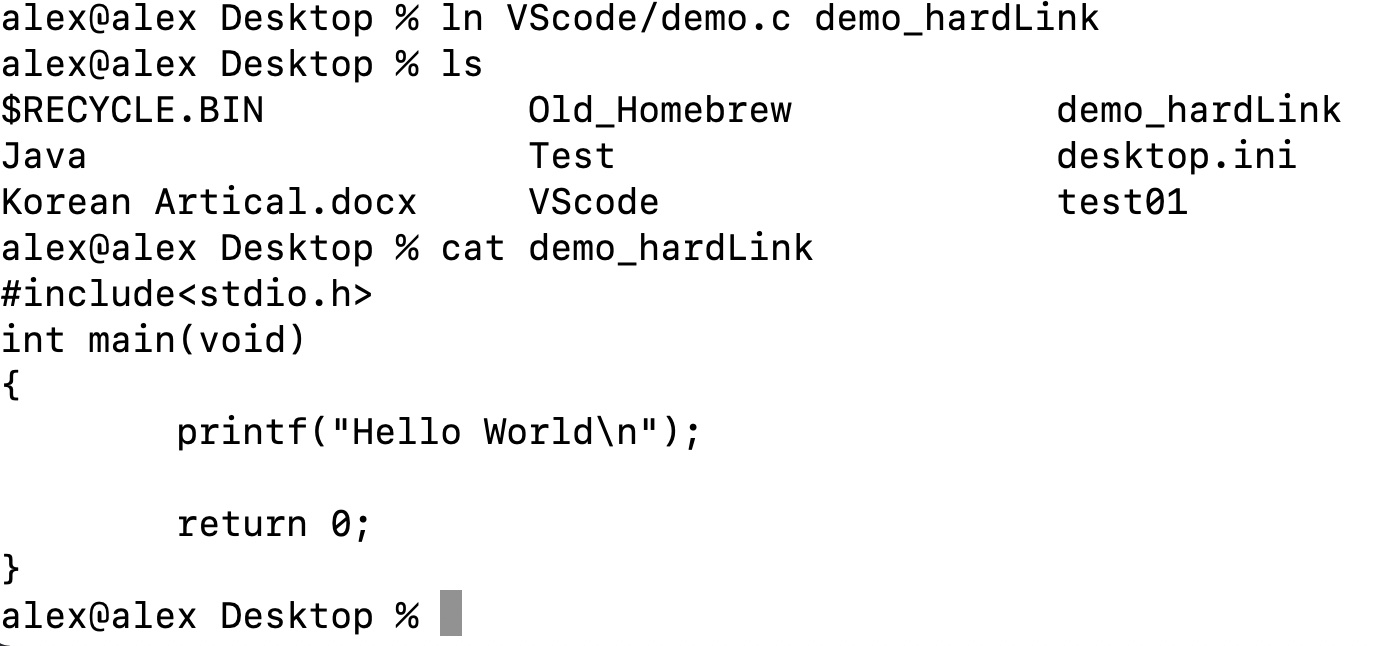 alex@alex Desktop % ln VScode/demo.c demo_hardLink
alex@alex Desktop % ls
$RECYCLE.BIN            Old_Homebrew            demo_hardLink
Java                    Test                    desktop.ini
Korean Artical.docx     VScode                  test01
alex@alex Desktop % cat demo_hardLink
#include<stdio.h>
int main(void)
{
        printf("Hello World\n");

        return 0;
}
alex@alex Desktop %